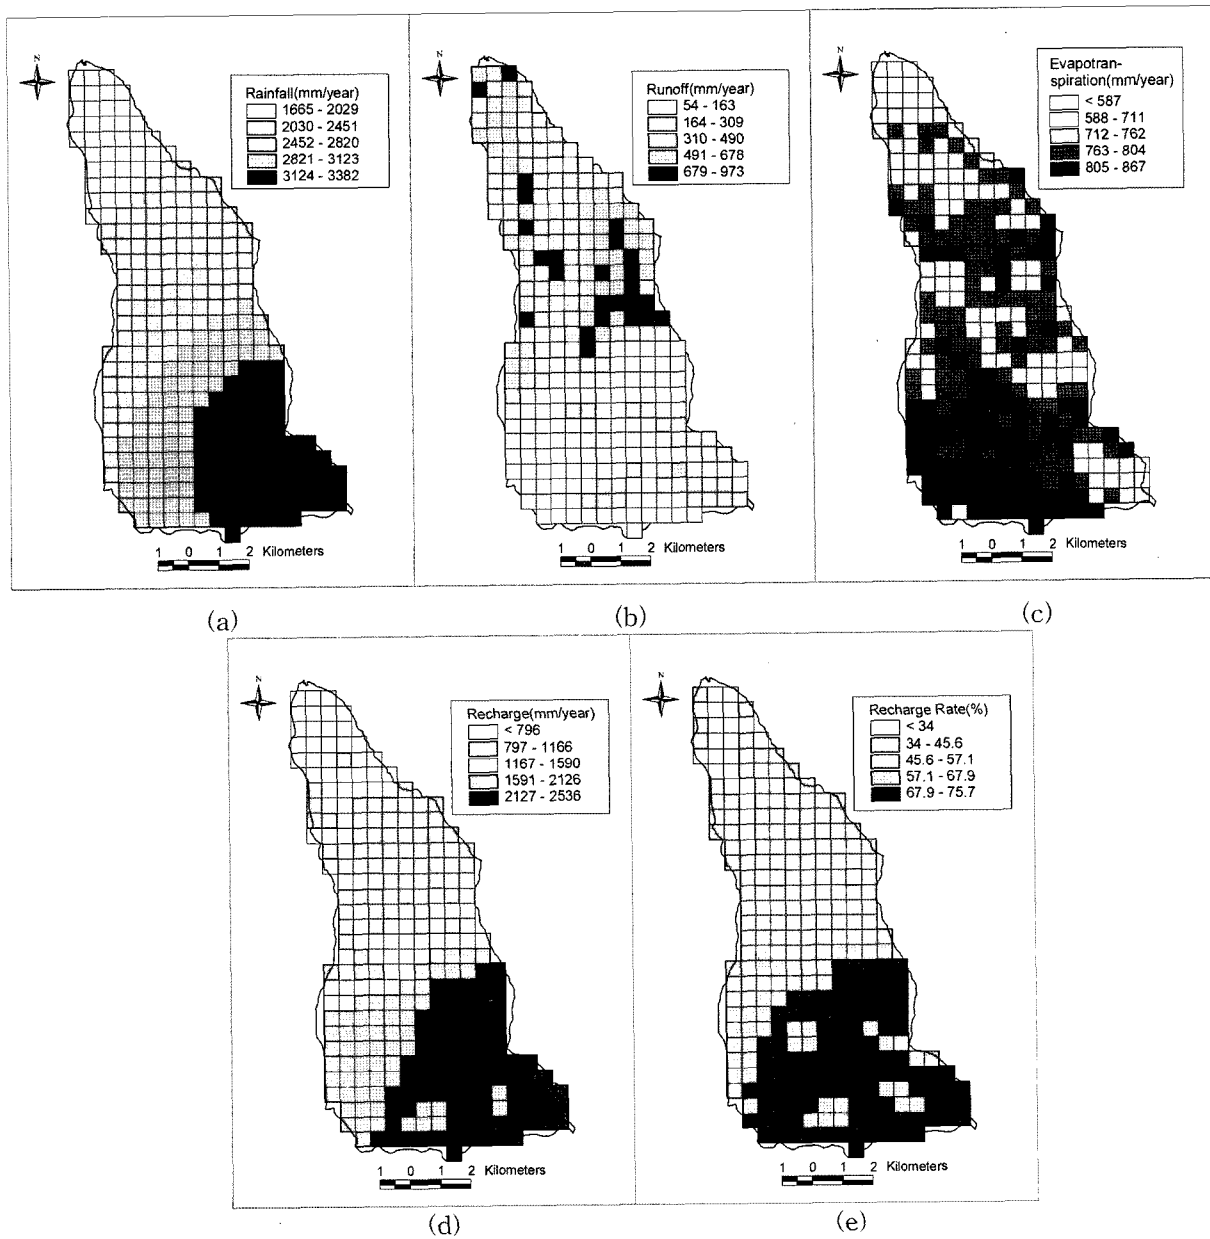 N
Rainfall(mm/year)
1665 - 2029
2030 - 2451
2452 - 2820
2821 - 3123
3124 - 3382
1 0 1 2 Kilometers
(a)
N
Runoff(mm/year)
54 - 163
164 - 309
310 - 490
491 - 678
679 - 973
1 0 1 2 Kilometers
(b)
N
Evapotran-
spiration(mm/year)
< 587
588 - 711
712 - 762
763 - 804
805 - 867
1 0 1 2 Kilometers
(c)
N
Recharge(mm/year)
< 796
797 - 1166
1167 - 1590
1591 - 2126
2127 - 2536
1 0 1 2 Kilometers
(d)
N
Recharge Rate(%)
< 34
34 - 45.6
45.6 - 57.1
57.1 - 67.9
67.9 - 75.7
1 0 1 2 Kilometers
(e)